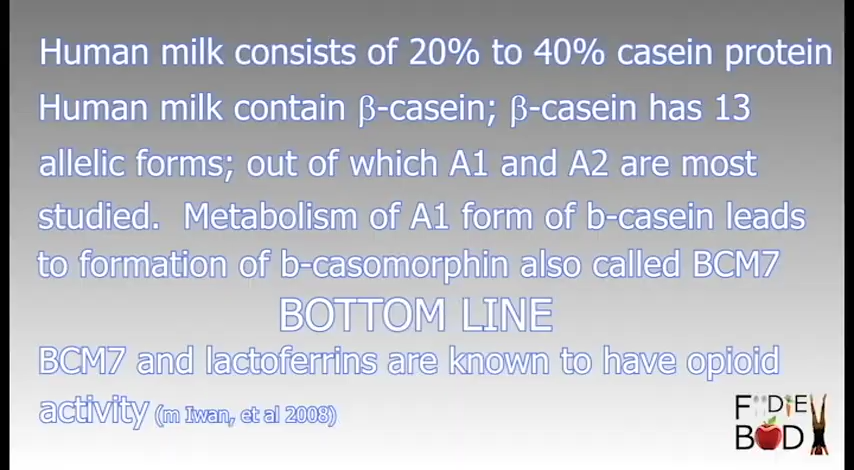 Human milk consists of 20% to 40% casein protein
Human milk contain β-casein; β-casein has 13
allelic forms; out of which A1 and A2 are most
studied. Metabolism of A1 form of b-casein leads
to formation of b-casomorphin also called BCM7
BOTTOM LINE
BCM7 and lactoferrins are known to have opioid
activity (m Iwan, et al 2008)
FOODIE
BODY